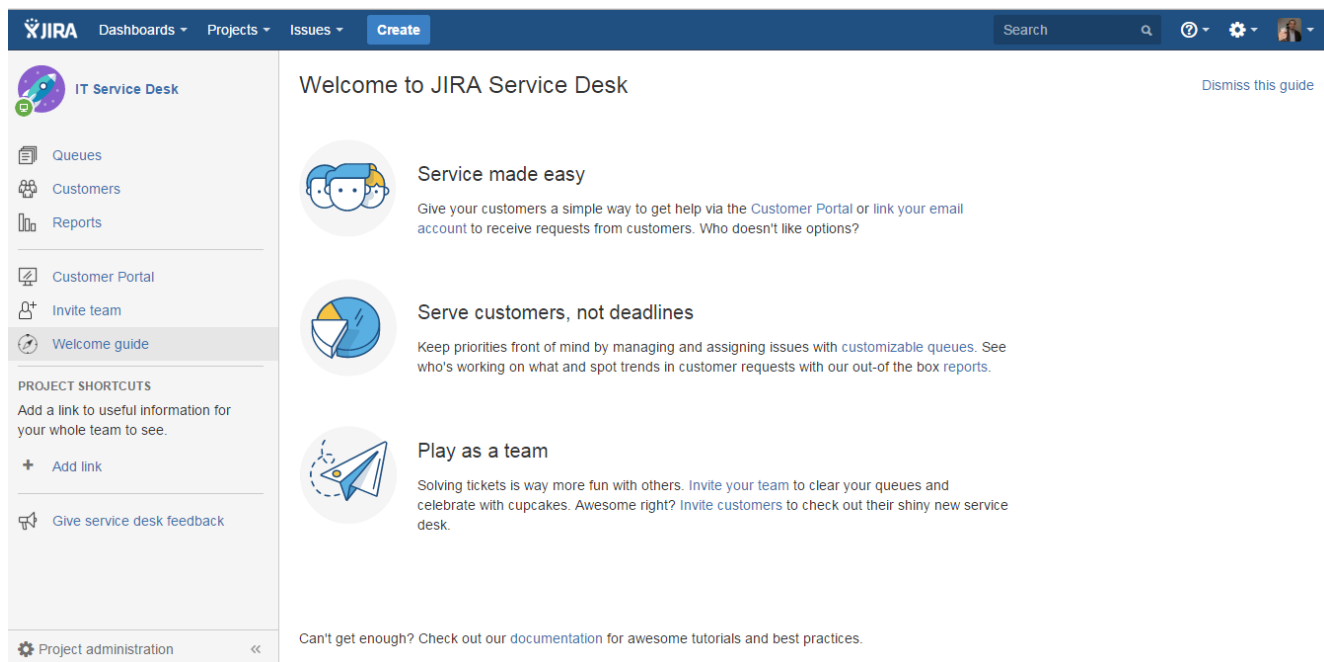 JIRA Dashboards Projects Issues Create Search
IT Service Desk
Queues
Customers
Reports
Customer Portal
Invite team
Welcome guide
PROJECT SHORTCUTS
Add a link to useful information for
your whole team to see.
+ Add link
Give service desk feedback
Project administration «
Welcome to JIRA Service Desk
Dismiss this guide
Service made easy
Give your customers a simple way to get help via the Customer Portal or link your email
account to receive requests from customers. Who doesn't like options?
Serve customers, not deadlines
Keep priorities front of mind by managing and assigning issues with customizable queues. See
who's working on what and spot trends in customer requests with our out-of the box reports.
Play as a team
Solving tickets is way more fun with others. Invite your team to clear your queues and
celebrate with cupcakes. Awesome right? Invite customers to check out their shiny new service
desk.
Can't get enough? Check out our documentation for awesome tutorials and best practices.